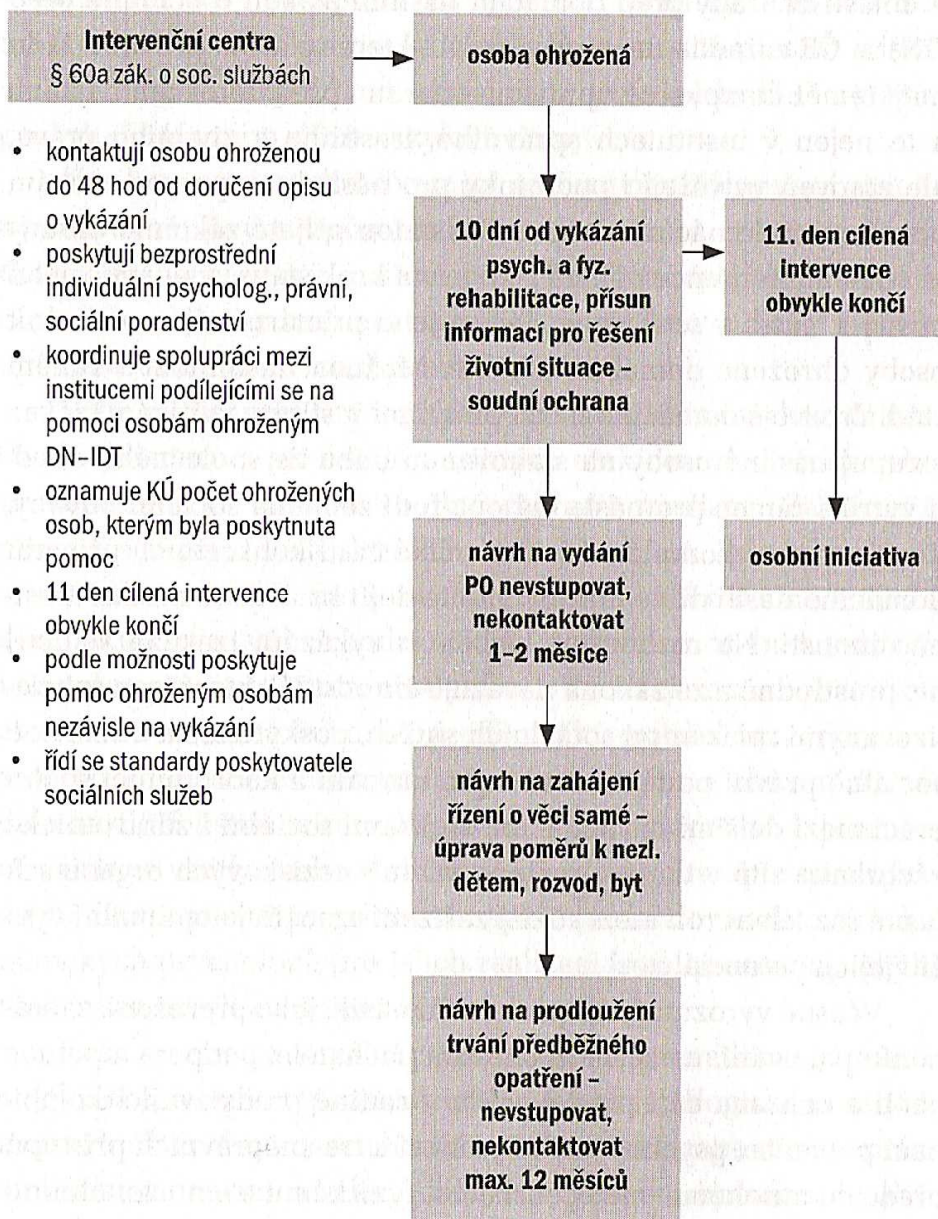 Intervenční centra
§ 60a zák. o soc. službách
osoba ohrožená
• kontaktují osobu ohroženou
do 48 hod od doručení opisu
o vykázání
• poskytují bezprostřední
individuální psycholog., právní,
sociální poradenství
• koordinuje spolupráci mezi
institucemi podílejícími se na
pomoci osobám ohroženým
DN–IDT
• oznamuje KÚ počet ohrožených
osob, kterým byla poskytnuta
pomoc
• 11 den cílená intervence
obvykle končí
• podle možnosti poskytuje
pomoc ohroženým osobám
nezávisle na vykázání
• řídí se standardy poskytovatele
sociálních služeb
10 dní od vykázání
psych. a fyz.
rehabilitace, přísun
informací pro řešení
životní situace –
soudní ochrana
11. den cílená
intervence
obvykle končí
návrh na vydání
PO nevstupovat,
nekontaktovat
1–2 měsíce
osobní iniciativa
návrh na zahájení
řízení o věci samé –
úprava poměrů k nezl.
dětem, rozvod, byt
návrh na prodloužení
trvání předběžného
opatření –
nevstupovat,
nekontaktovat
max. 12 měsíců